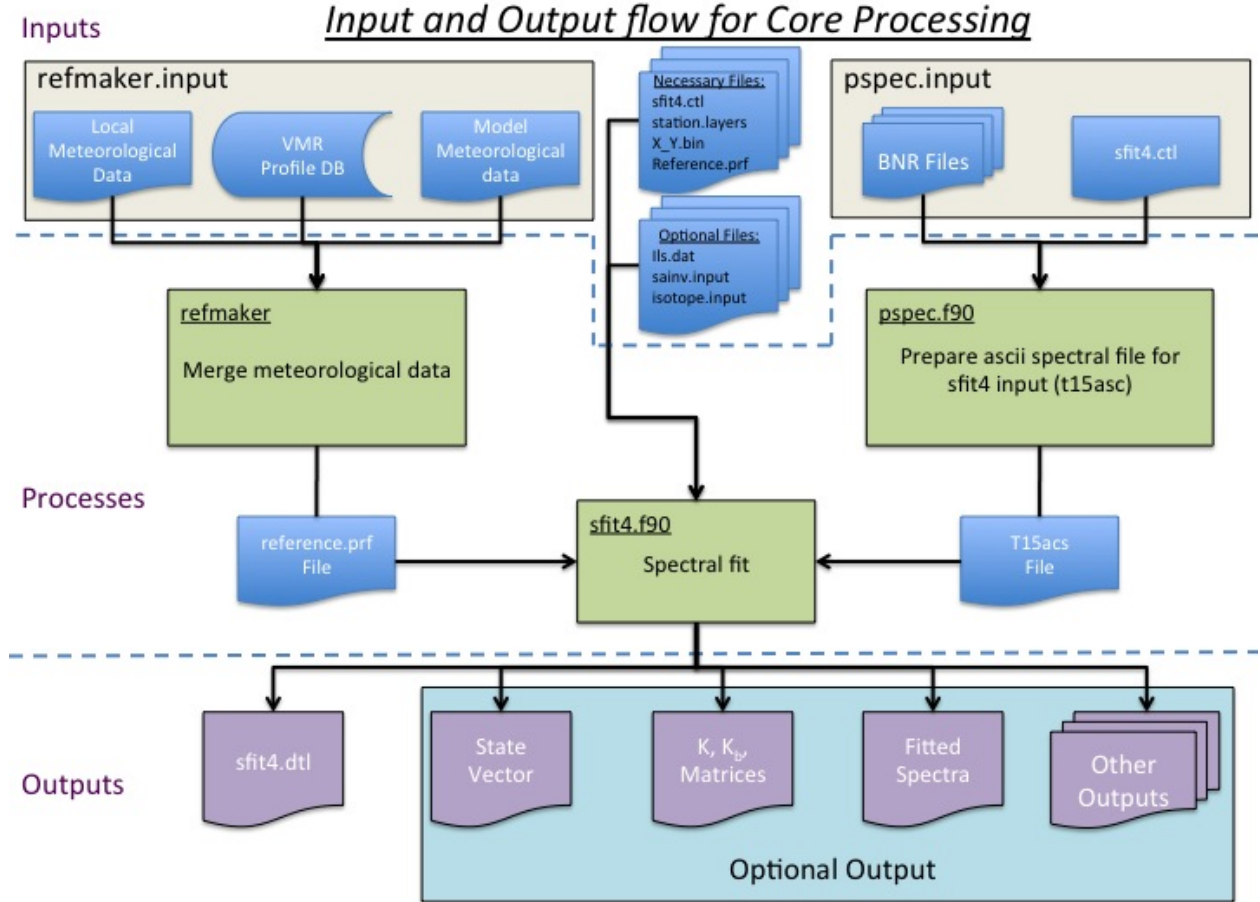 Input and Output flow for Core Processing
Inputs
refmaker.input
Local
Meteorological
Data
VMR
Profile DB
Model
Meteorological
data
Necessary Files:
sfit4.ctl
station.layers
X_Y.bin
Reference.prf
Optional Files:
Ils.dat
sainv.input
isotope.input
pspec.input
BNR Files
sfit4.ctl
refmaker
Merge meteorological data
pspec.f90
Prepare ascii spectral file for
sfit4 input (t15asc)
Processes
reference.prf
File
sfit4.f90
Spectral fit
T15acs
File
Outputs
sfit4.dtl
State
Vector
K, Kb,
Matrices
Fitted
Spectra
Other
Outputs
Optional Output